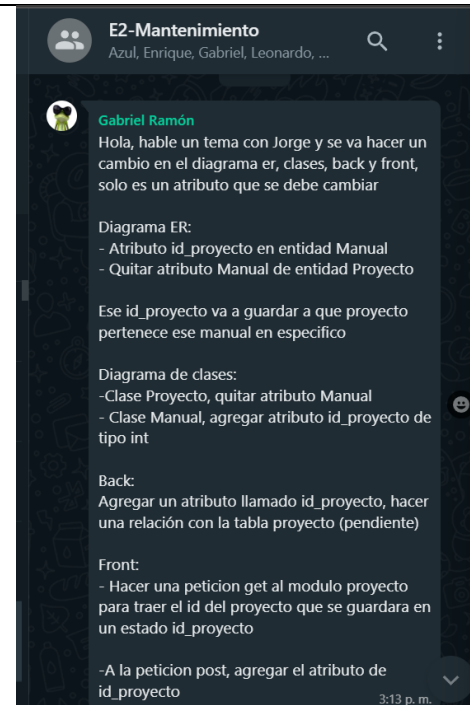 E2-Mantenimiento
Azul, Enrique, Gabriel, Leonardo, ...
Gabriel Ramón
Hola, hable un tema con Jorge y se va hacer un
cambio en el diagrama er, clases, back y front,
solo es un atributo que se debe cambiar
Diagrama ER:
- Atributo id_proyecto en entidad Manual
- Quitar atributo Manual de entidad Proyecto
Ese id_proyecto va a guardar a que proyecto
pertenece ese manual en especifico
Diagrama de clases:
-Clase Proyecto, quitar atributo Manual
- Clase Manual, agregar atributo id_proyecto de
tipo int
Back:
Agregar un atributo llamado id_proyecto, hacer
una relación con la tabla proyecto (pendiente)
Front:
- Hacer una peticion get al modulo proyecto
para traer el id del proyecto que se guardara en
un estado id_proyecto
-A la peticion post, agregar el atributo de
id_proyecto
3:13 p. m.